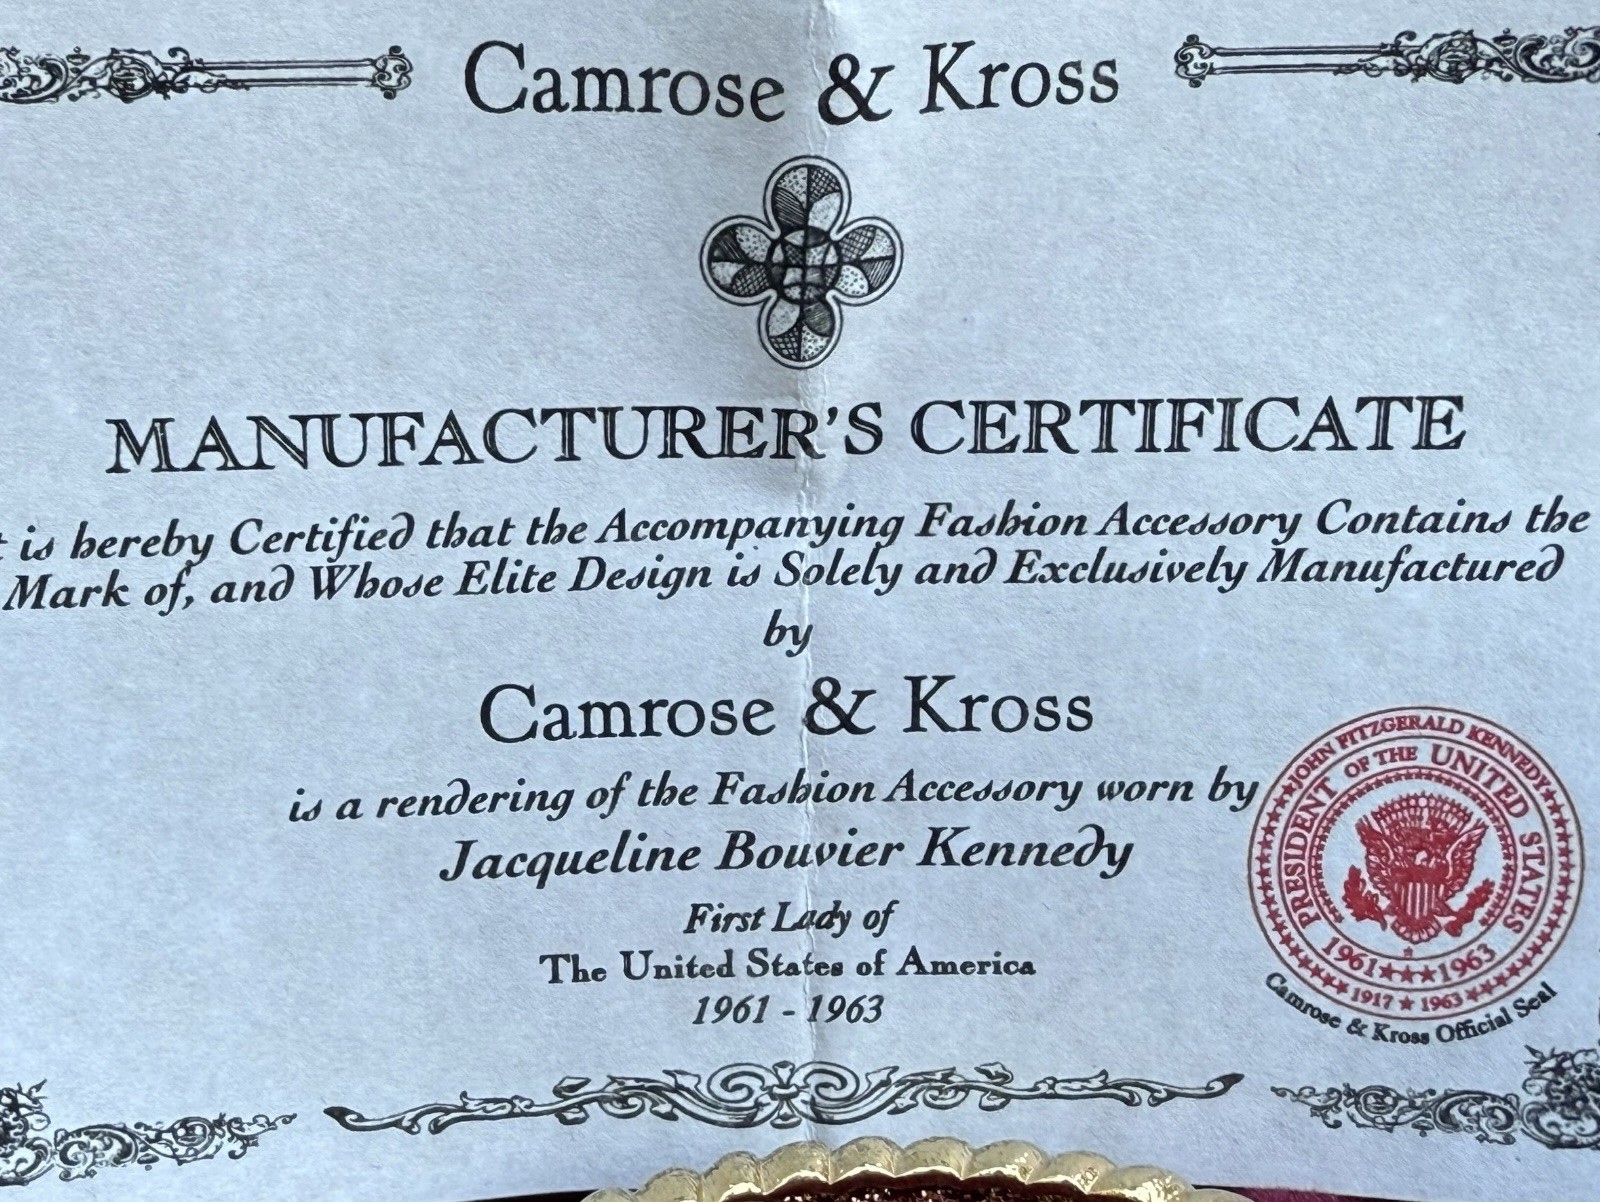 Camrose & Kross
MANUFACTURER'S CERTIFICATE
is hereby Certified that the Accompanying Fashion Accessory Contains the
Mark of, and Whose Elite Design is Solely and Exclusively Manufactured
by
Camrose & Kross
is a rendering of the Fashion Accessory worn by
Jacqueline Bouvier Kennedy
First Lady of
The United States of America
1961 - 1963
JOHN FITZGERALD KENNEDY
PRESIDENT OF THE UNITED STATES
1961★★★1963
1917 ★ 1963
Camrose & Kross Official Seal